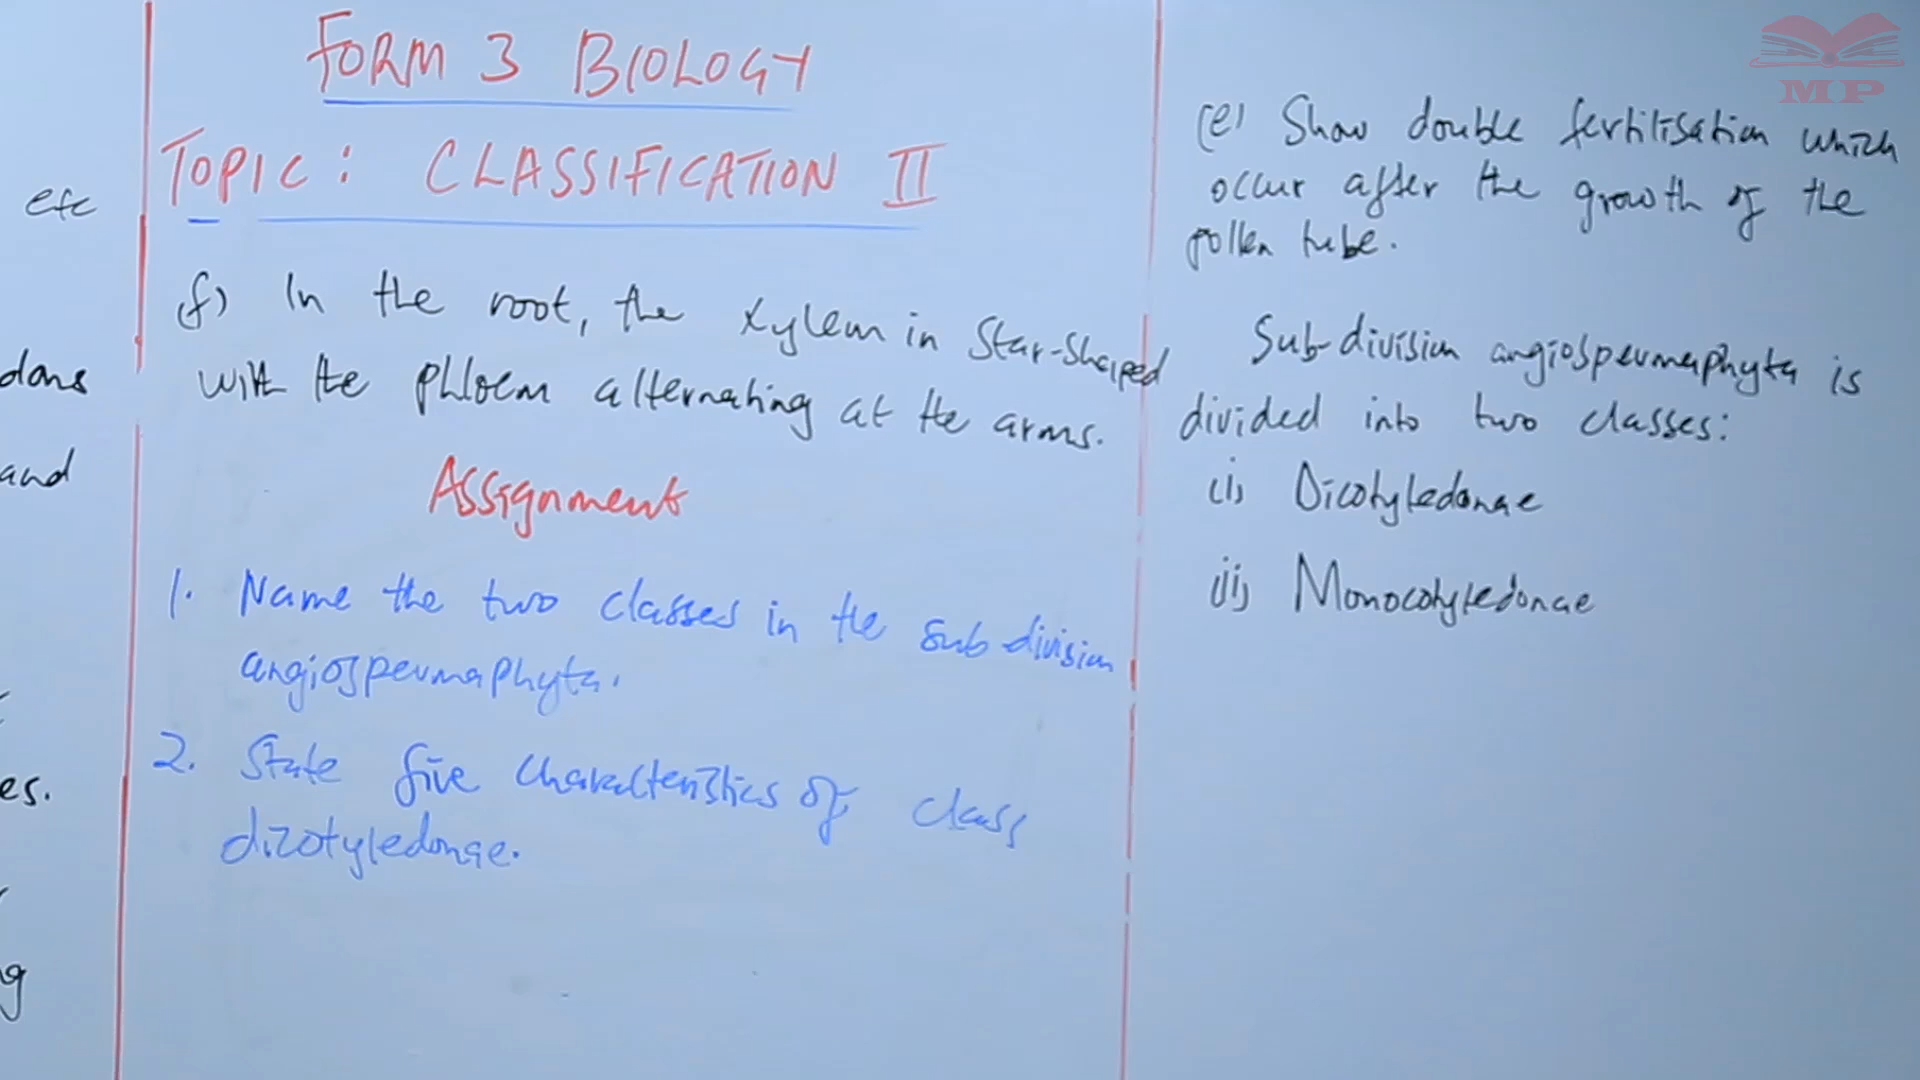 FORM 3 BIOLOGY
TOPIC: CLASSIFICATION II
etc
dons
and
es.
g
(f) In the root, the xylem in Star-Shaped
with the phloem alternating at the arms.
Assignment
1. Name the two classes in the sub division
angiospermaphyta.
2. State five characteristics of class
dicotyledonae.
(e) Show double fertilisation which
occur after the growth of the
pollen tube.
Sub-division angiospermaphyta is
divided into two classes:
(i) Dicotyledonae
(ii) Monocotyledonae
MP